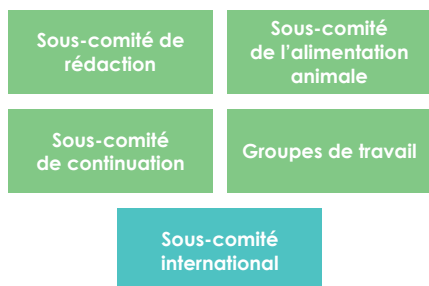 Sous-comité de
rédaction
Sous-comité
de l’alimentation
animale
Sous-comité
de continuation
Groupes de travail
Sous-comité
international